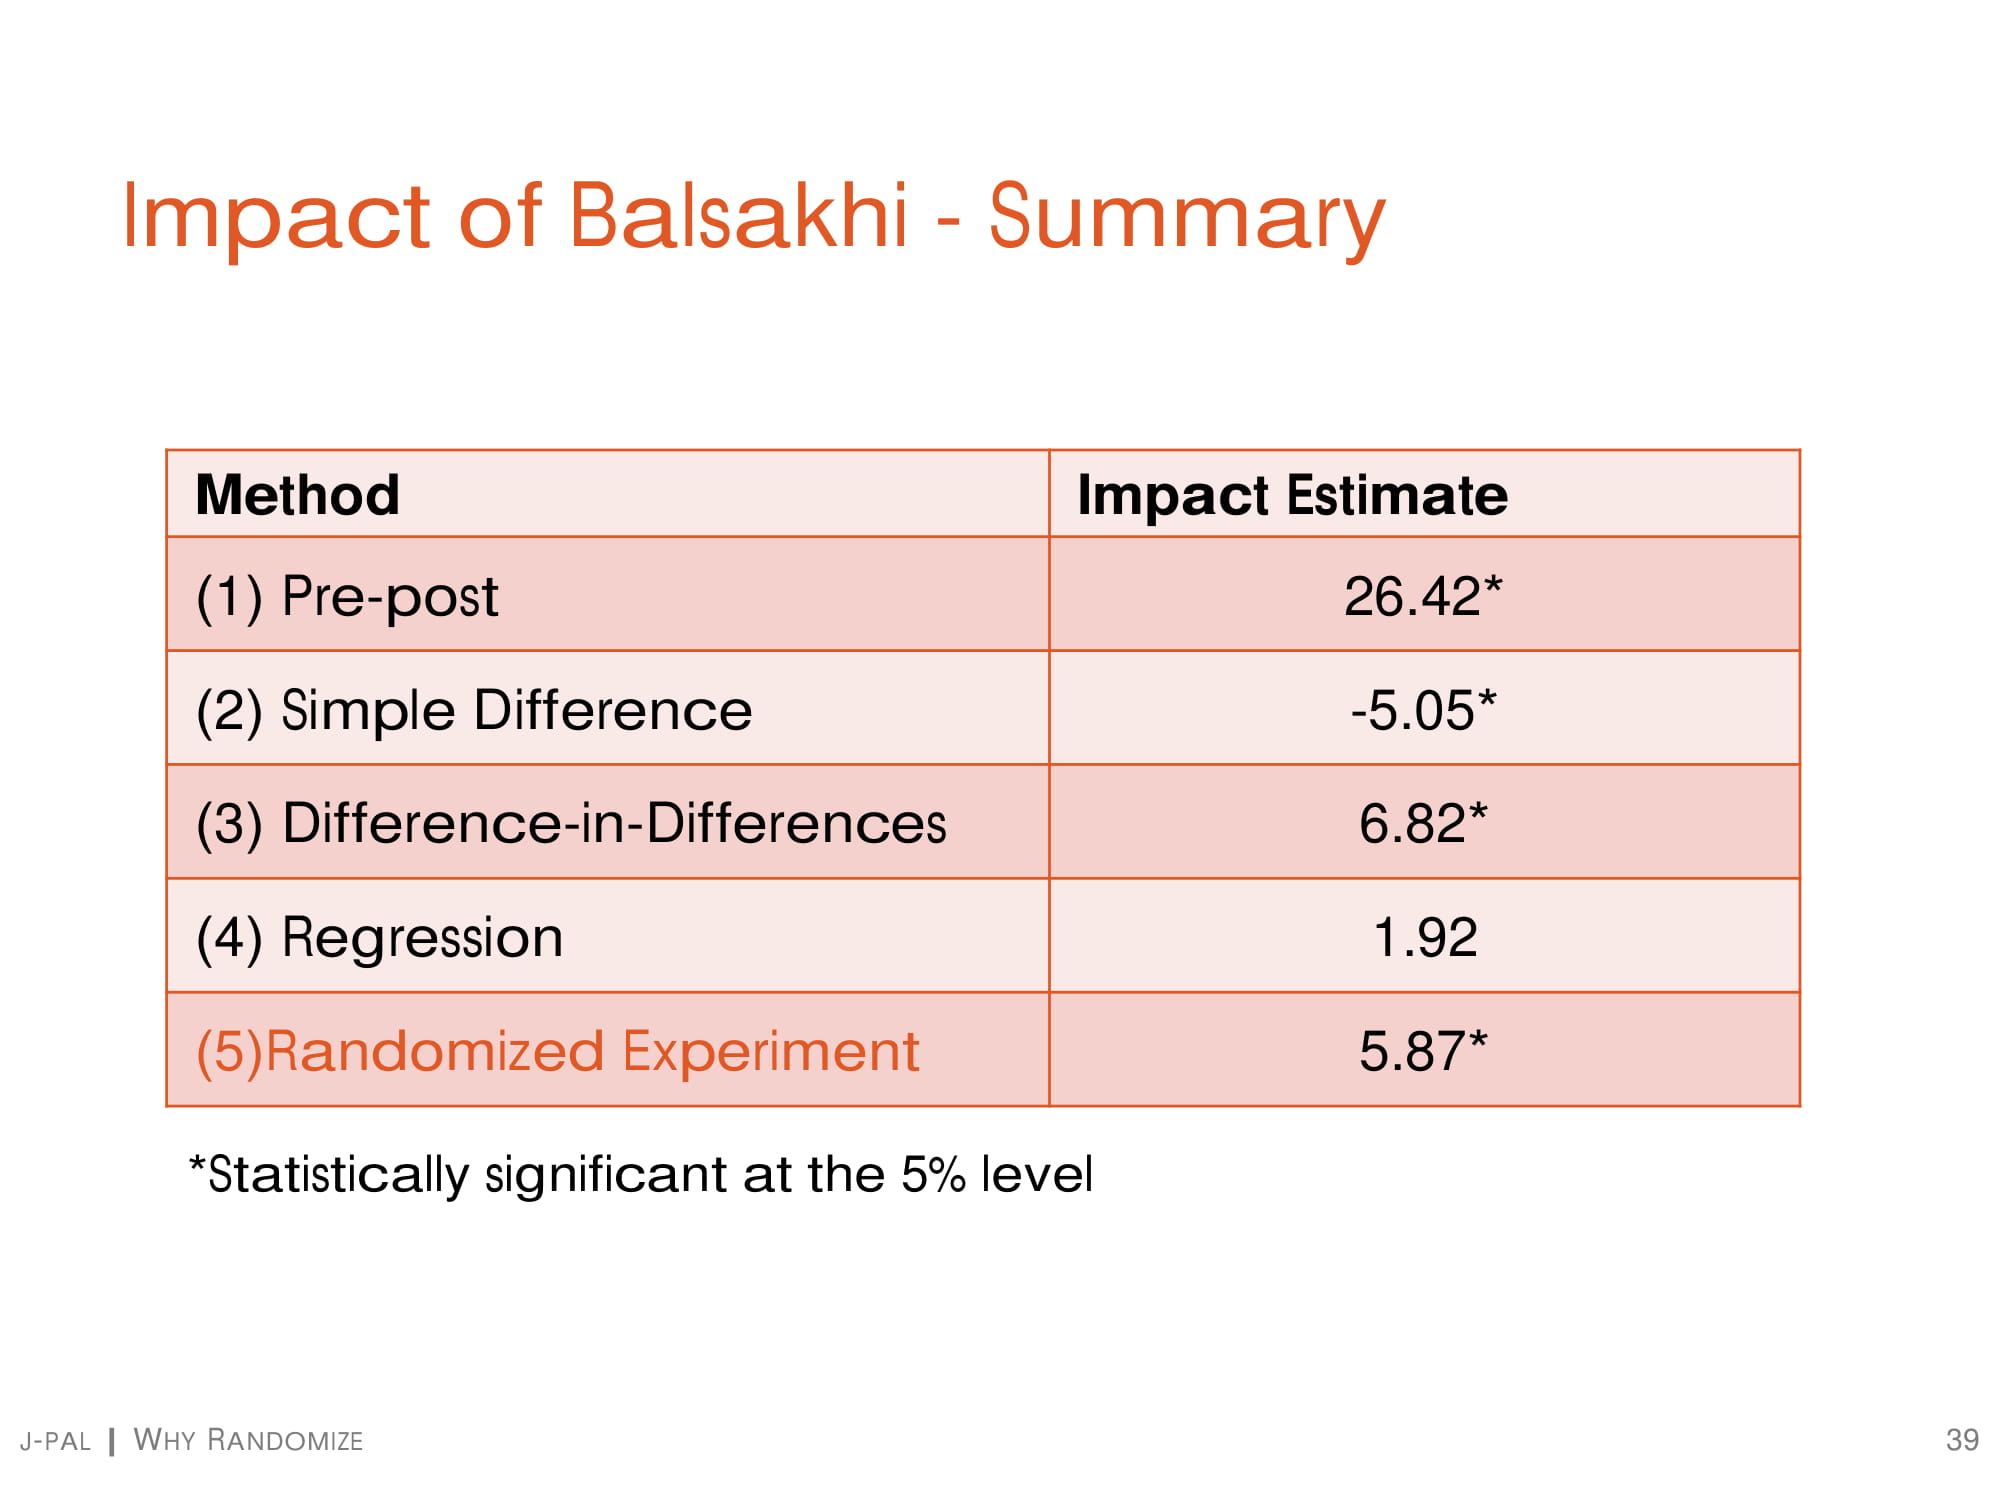 Impact of Balsakhi - Summary
Method Impact Estimate
(1) Pre-post 26.42*
(2) Simple Difference -5.05*
(3) Difference-in-Differences 6.82*
(4) Regression 1.92
(5)Randomized Experiment 5.87*
*Statistically significant at the 5% level
J-PAL | WHY RANDOMIZE 39